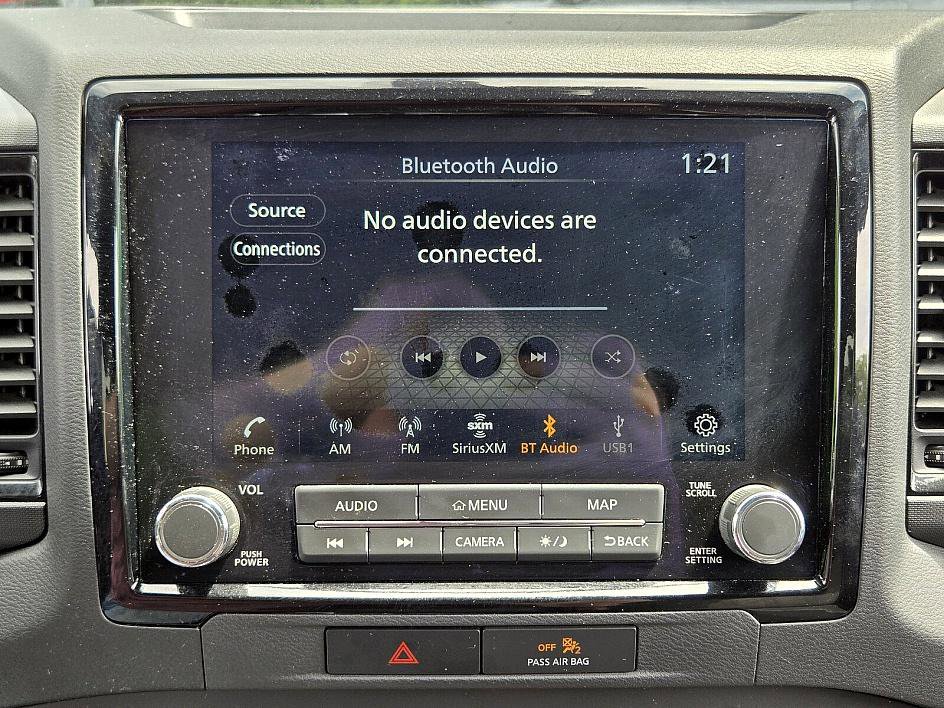 Bluetooth Audio
1:21
Source
No audio devices are
connected.
Connections
Phone
AM
FM
sxm
SiriusXM
BT Audio
USB1
Settings
VOL
PUSH
POWER
AUDIO
MENU
MAP
CAMERA
BACK
TUNE
SCROLL
ENTER
SETTING
OFF
2
PASS AIR BAG